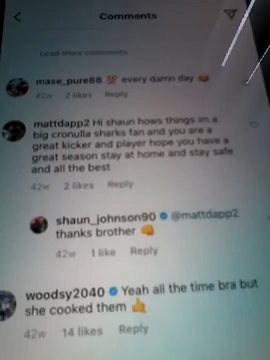 Comments
Load more comments
mase_pure88 💯 every damn day 😂
42w 2 likes Reply
mattdapp2 Hi shaun hows things im a
big cronulla sharks fan and you are a
great kicker and player hope you have a
great season stay at home and stay safe
and all the best
42w 2 likes Reply
shaun_johnson90 @mattdapp2
thanks brother 👊
42w 1 like Reply
woodsy2040 Yeah all the time bra but
she cooked them 🤙
42w 14 likes Reply